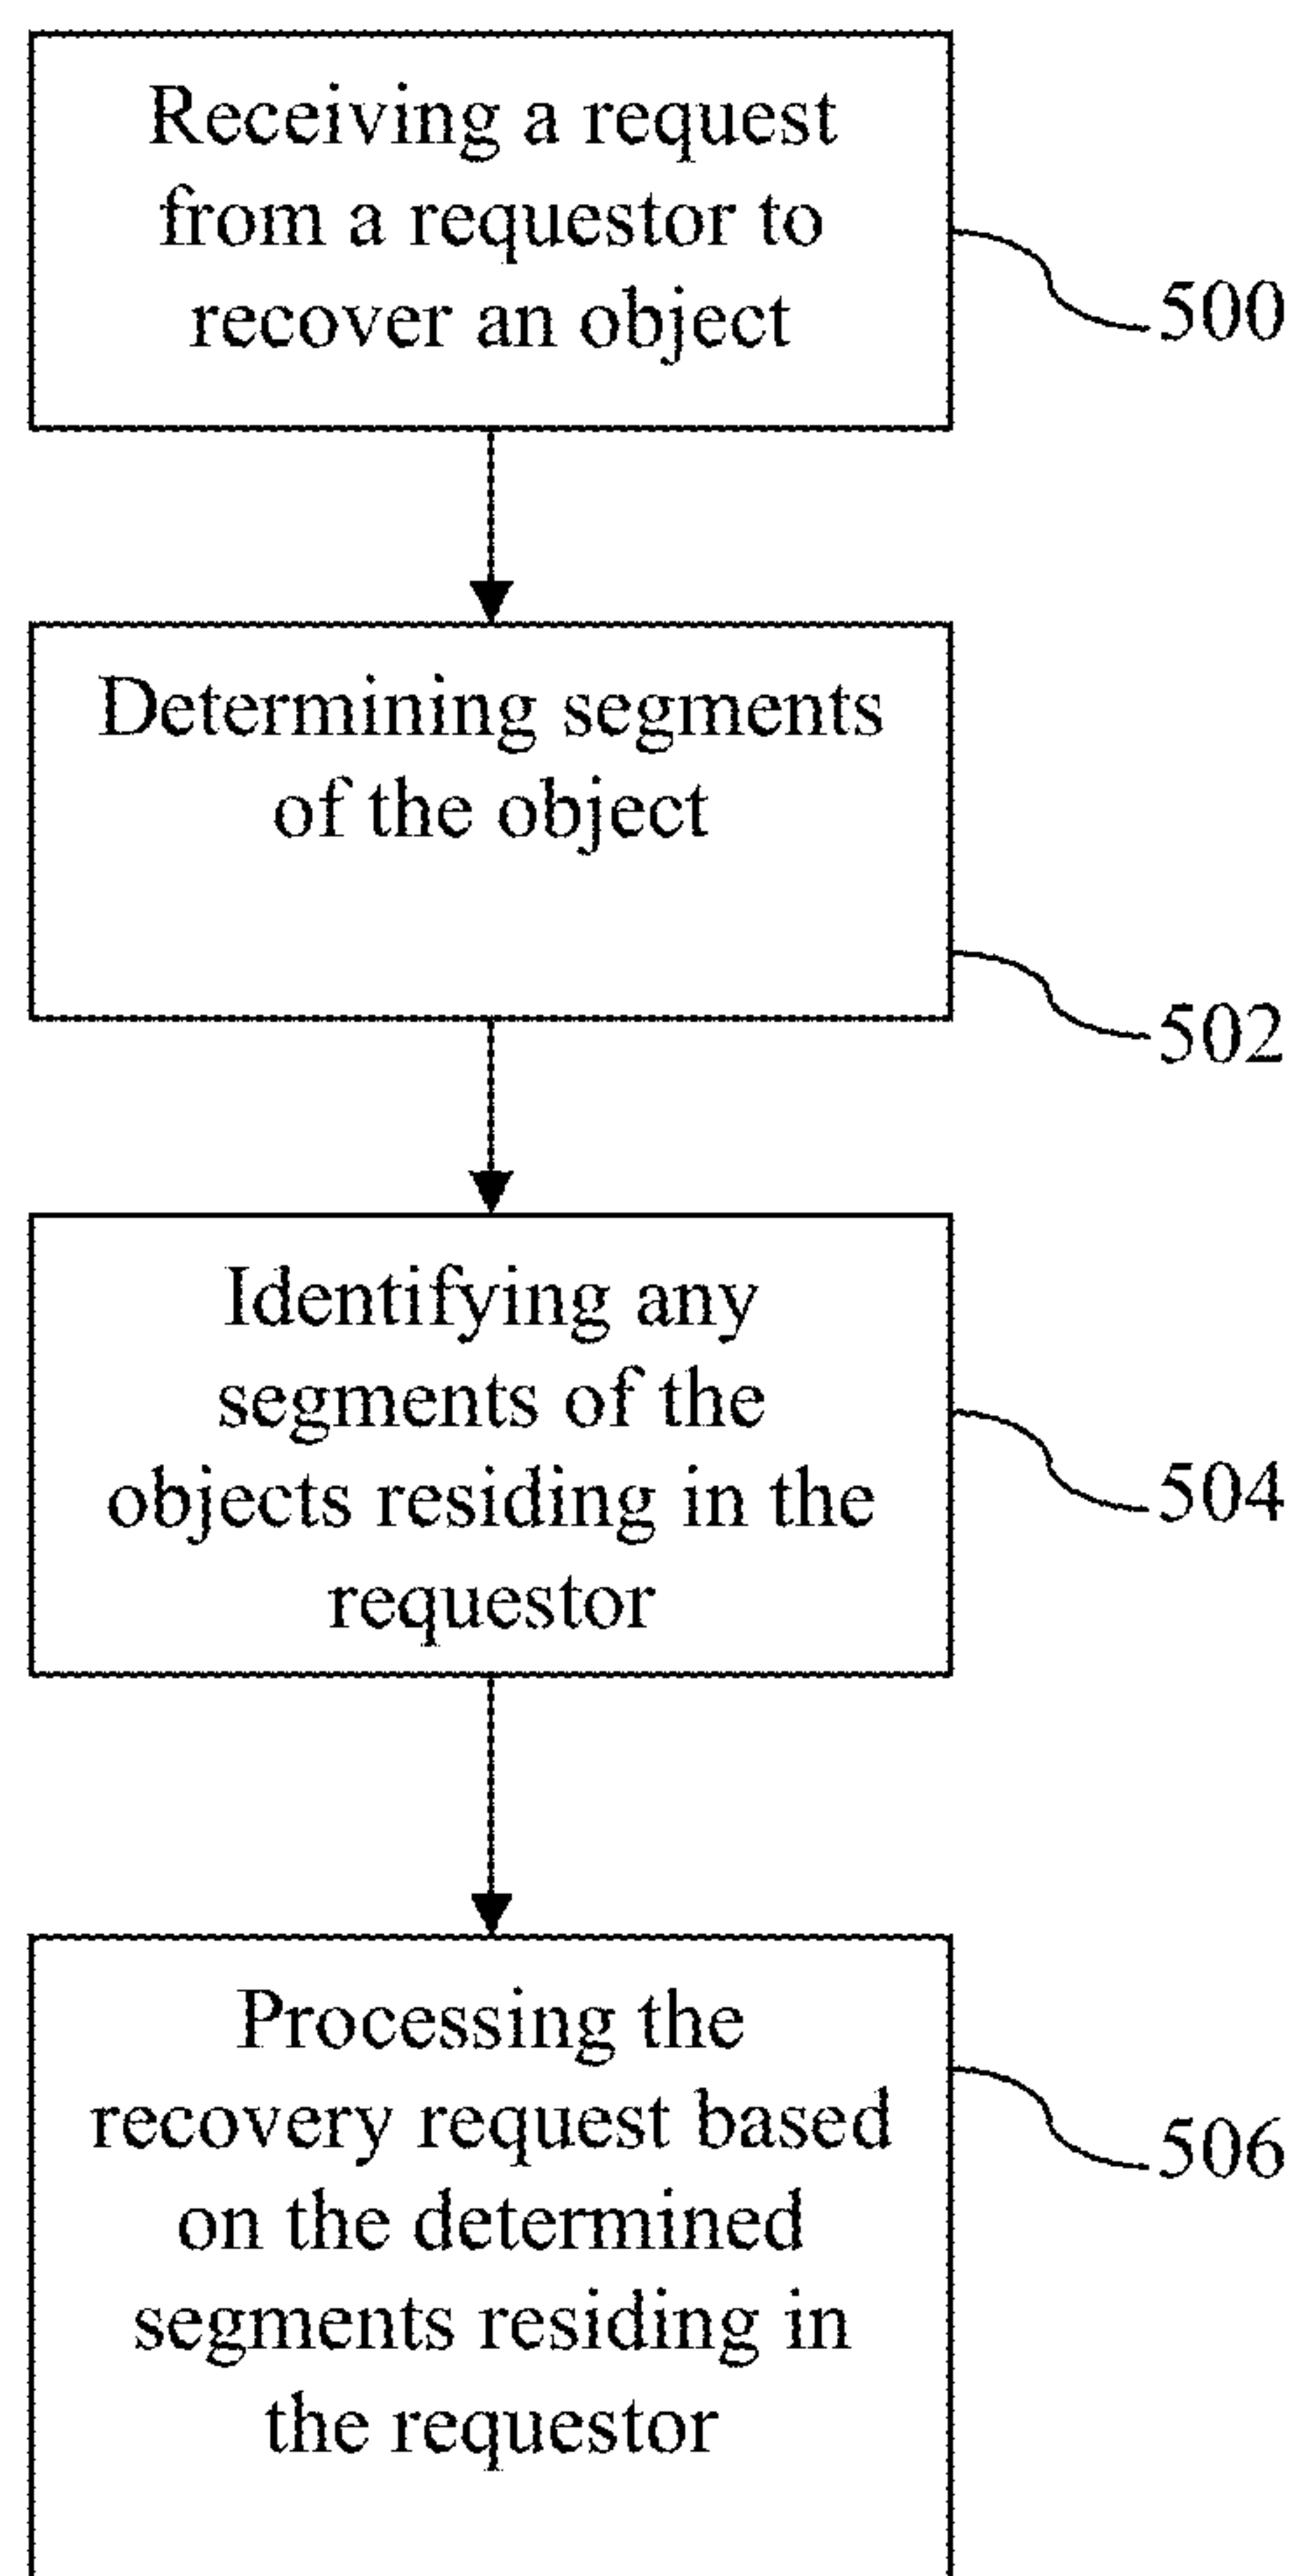 Receiving a request
from a requestor to
recover an object
500
Determining segments
of the object
502
Identifying any
segments of the
objects residing in the
requestor
504
Processing the
recovery request based
on the determined
segments residing in
the requestor
506